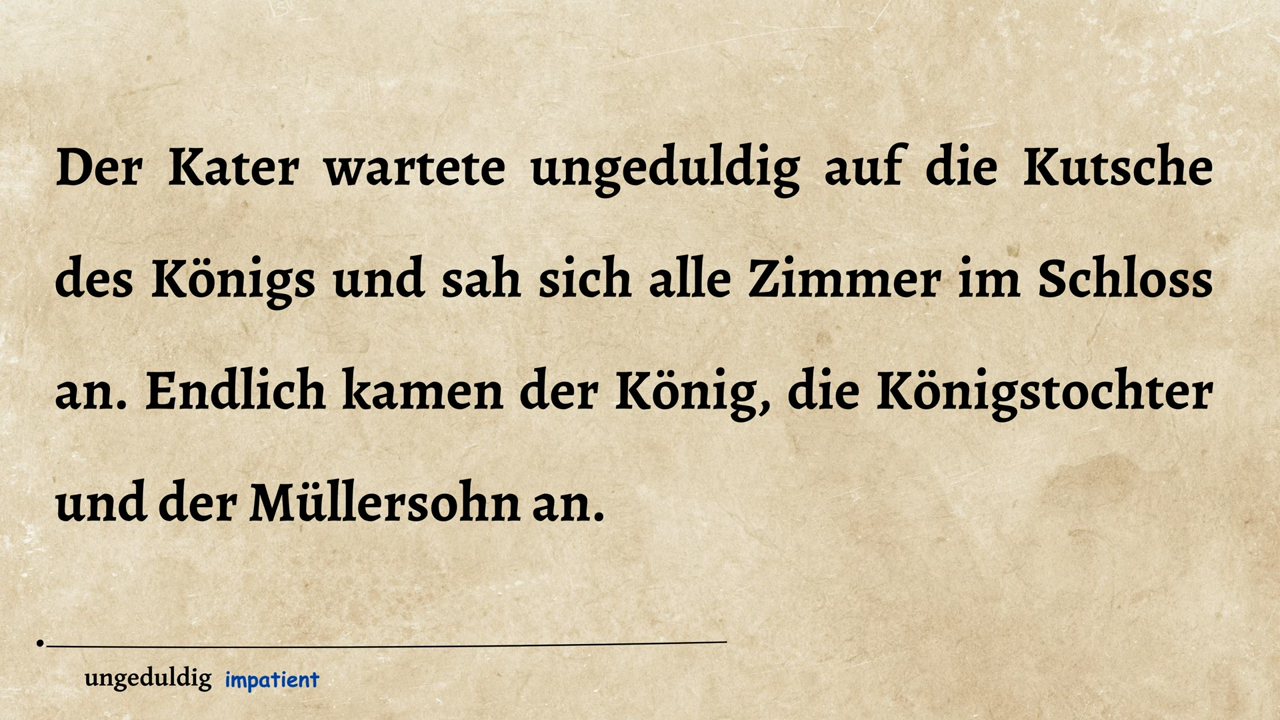 Der Kater wartete ungeduldig auf die Kutsche
des Königs und sah sich alle Zimmer im Schloss
an. Endlich kamen der König, die Königstochter
und der Müllersohn an.
ungeduldig impatient